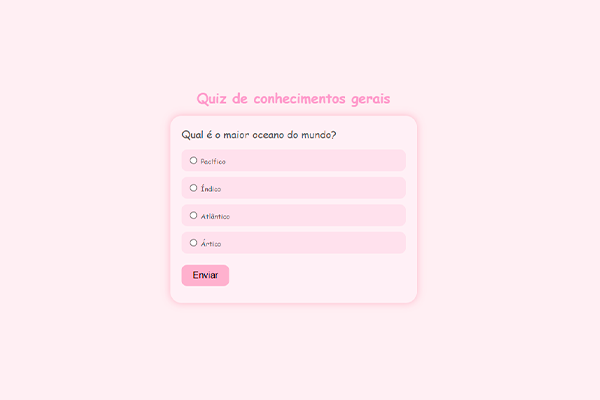 Quiz de conhecimentos gerais
Qual é o maior oceano do mundo?
Pacífico
Índico
Atlântico
Ártico
Enviar